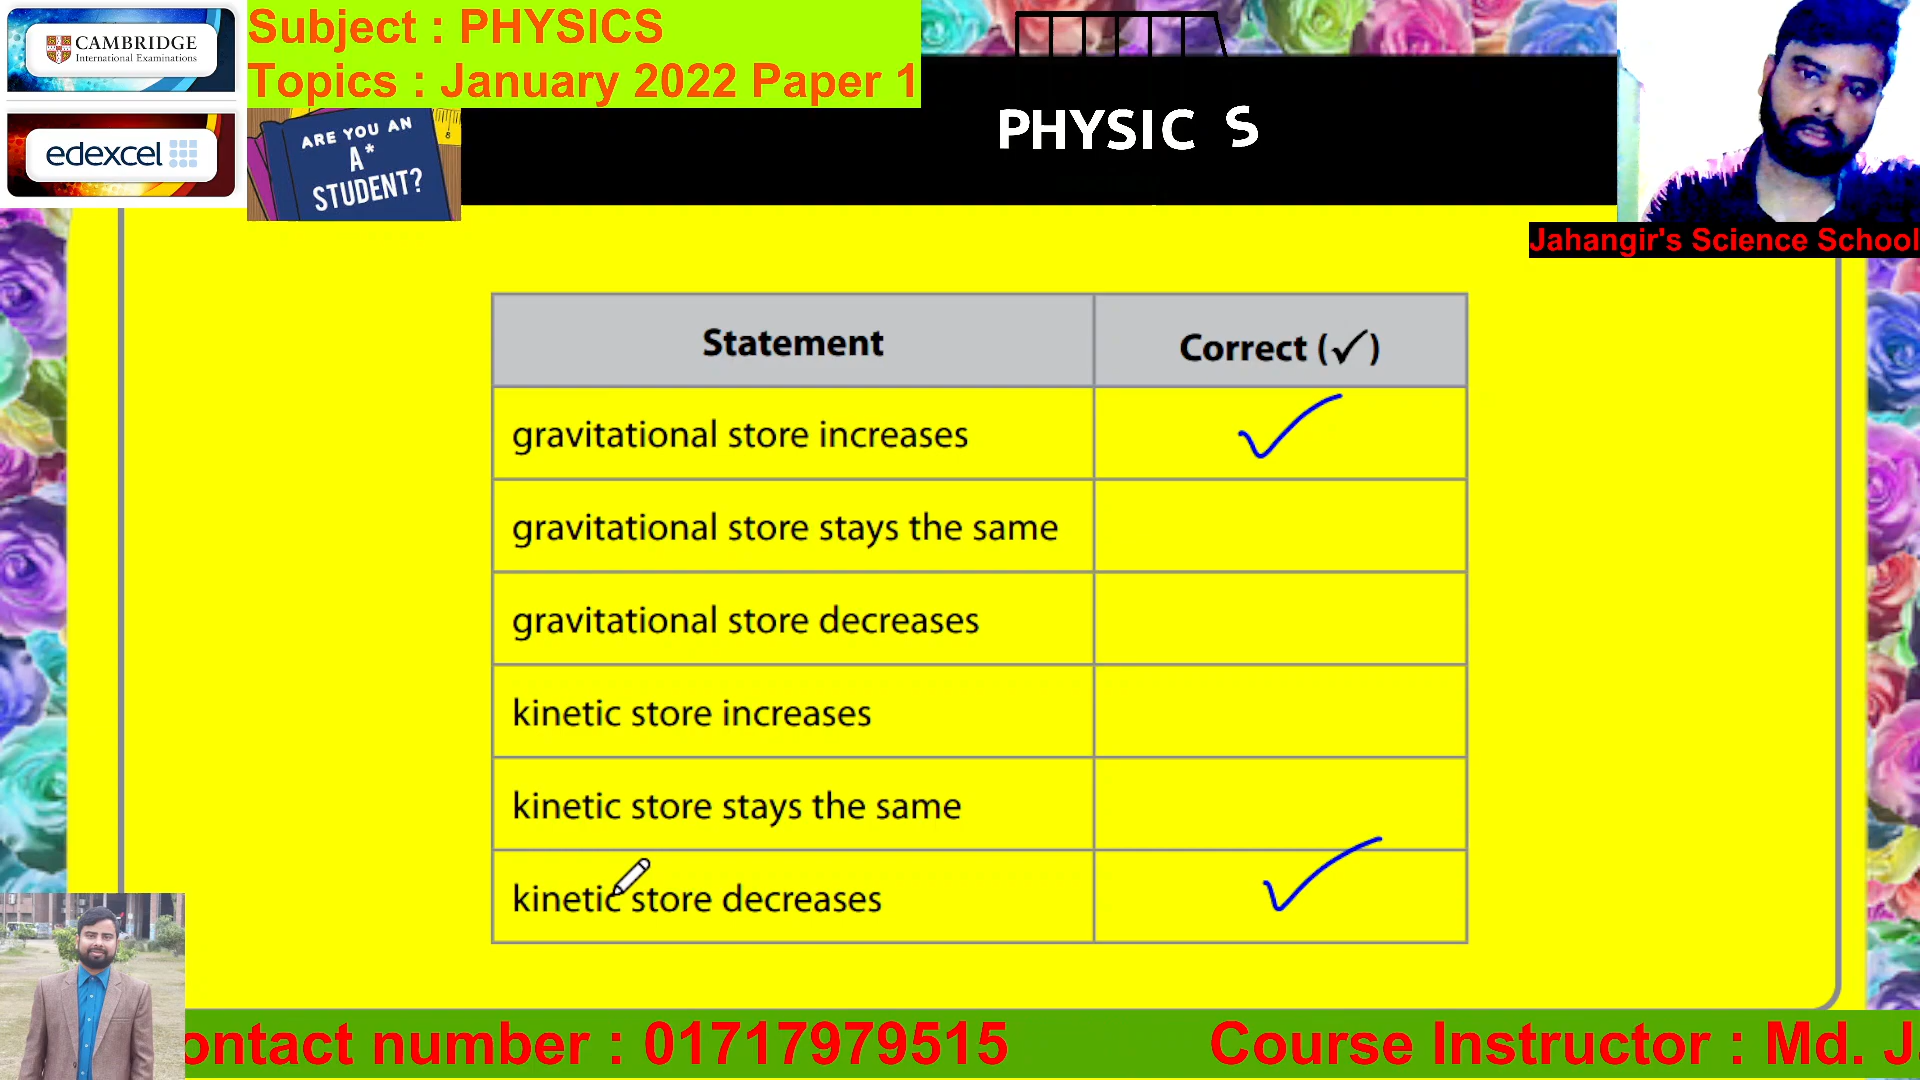 CAMBRIDGE
International Examinations
edexcel
Subject : PHYSICS
Topics : January 2022 Paper 1
ARE YOU AN
A*
STUDENT?
PHYSIC S
Jahangir's Science School
Statement
Correct (✓)
gravitational store increases
✓
gravitational store stays the same
gravitational store decreases
kinetic store increases
kinetic store stays the same
kinetic store decreases
✓
ontact number : 01717979515
Course Instructor : Md. J